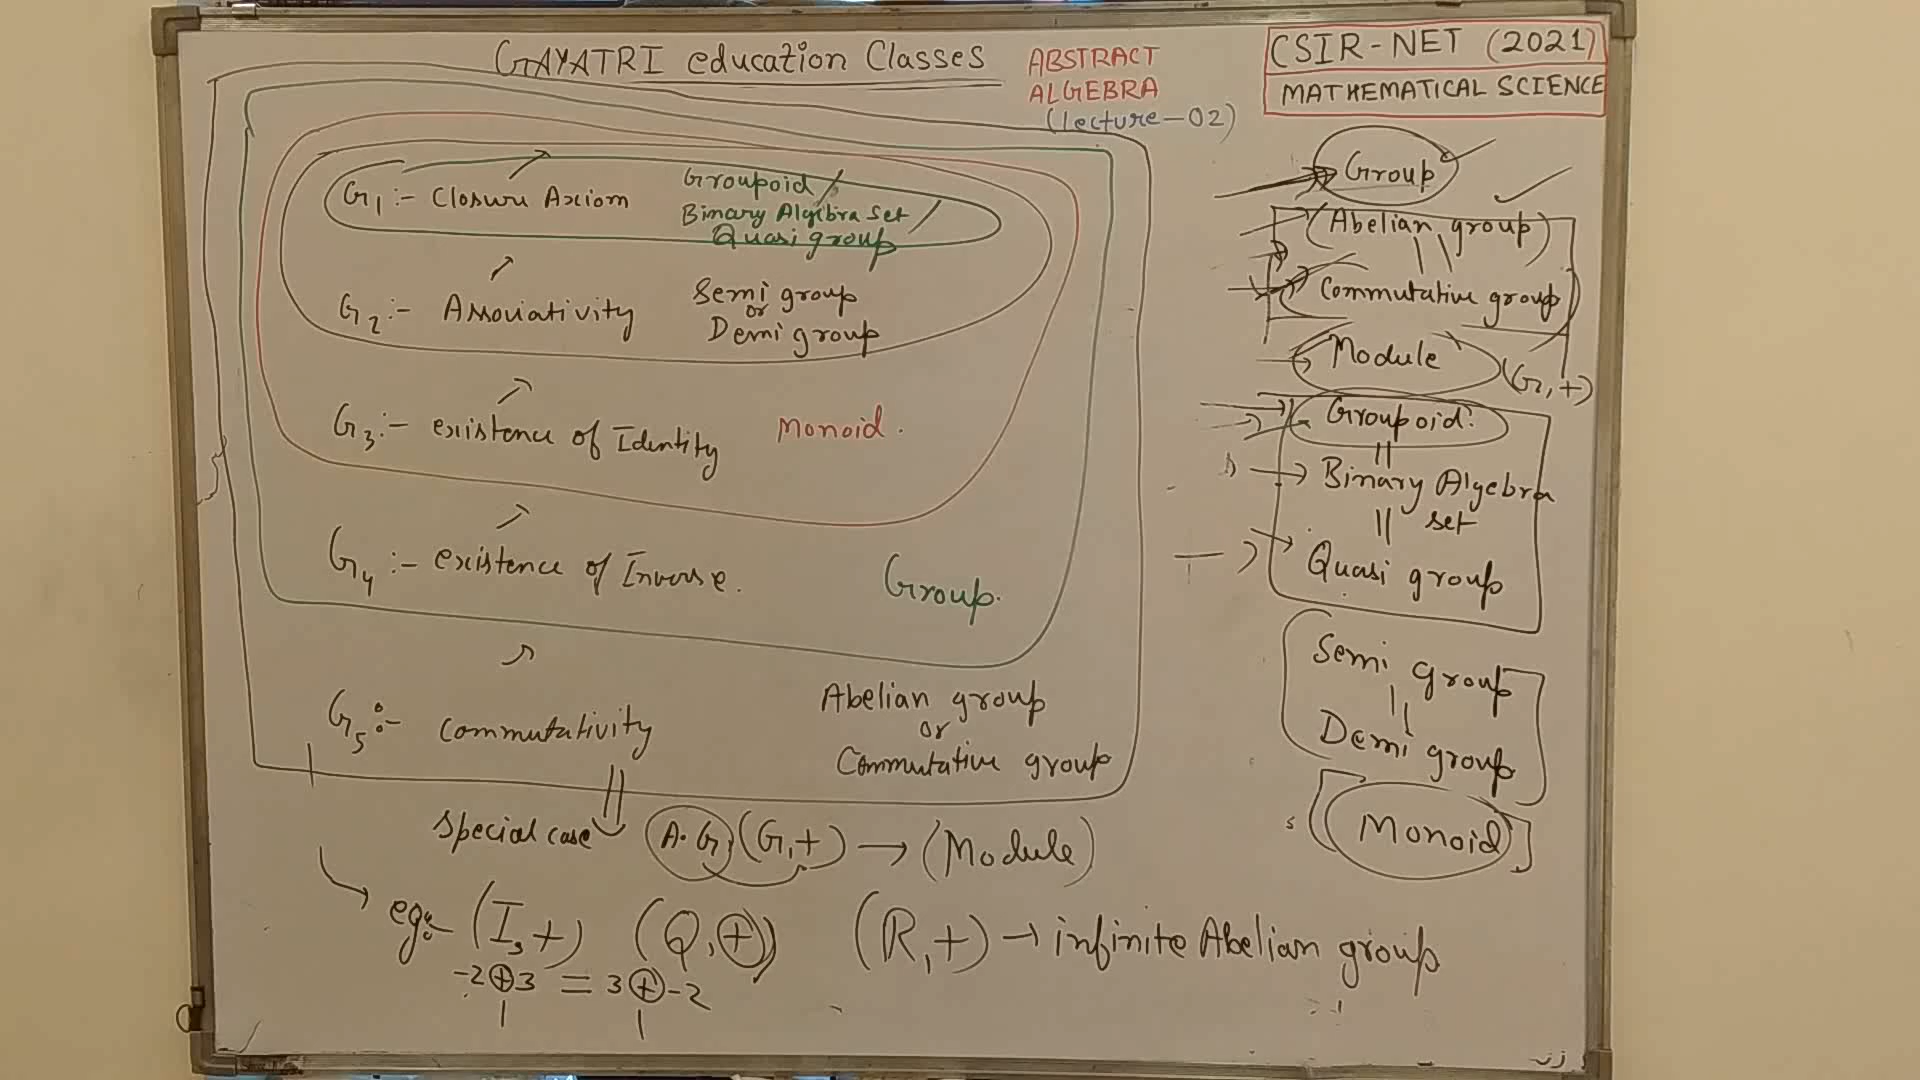 GAYATRI education Classes
ABSTRACT
ALGEBRA
(lecture-02)
CSIR-NET (2021)
MATHEMATICAL SCIENCE
G1 :- Closure Axiom
Groupoid /
Binary Algebra Set /
Quasi group
G2 :- Associativity
Semi group
or
Demi group
G3 :- existence of Identity
Monoid.
G4 :- existence of Inverse.
Group.
G5 :- Commutativity
Abelian group
or
Commutative group
special case
A.G (G,+) → (Module)
eg:- (I,+) (Q,+) (R,+) → infinite Abelian group
-2+3 = 3+-2
1 1
Group
(Abelian group)
Commutative group
Module
(G,+)
Groupoid.
Binary Algebra
set
Quasi group
Semi group
Demi group
Monoid